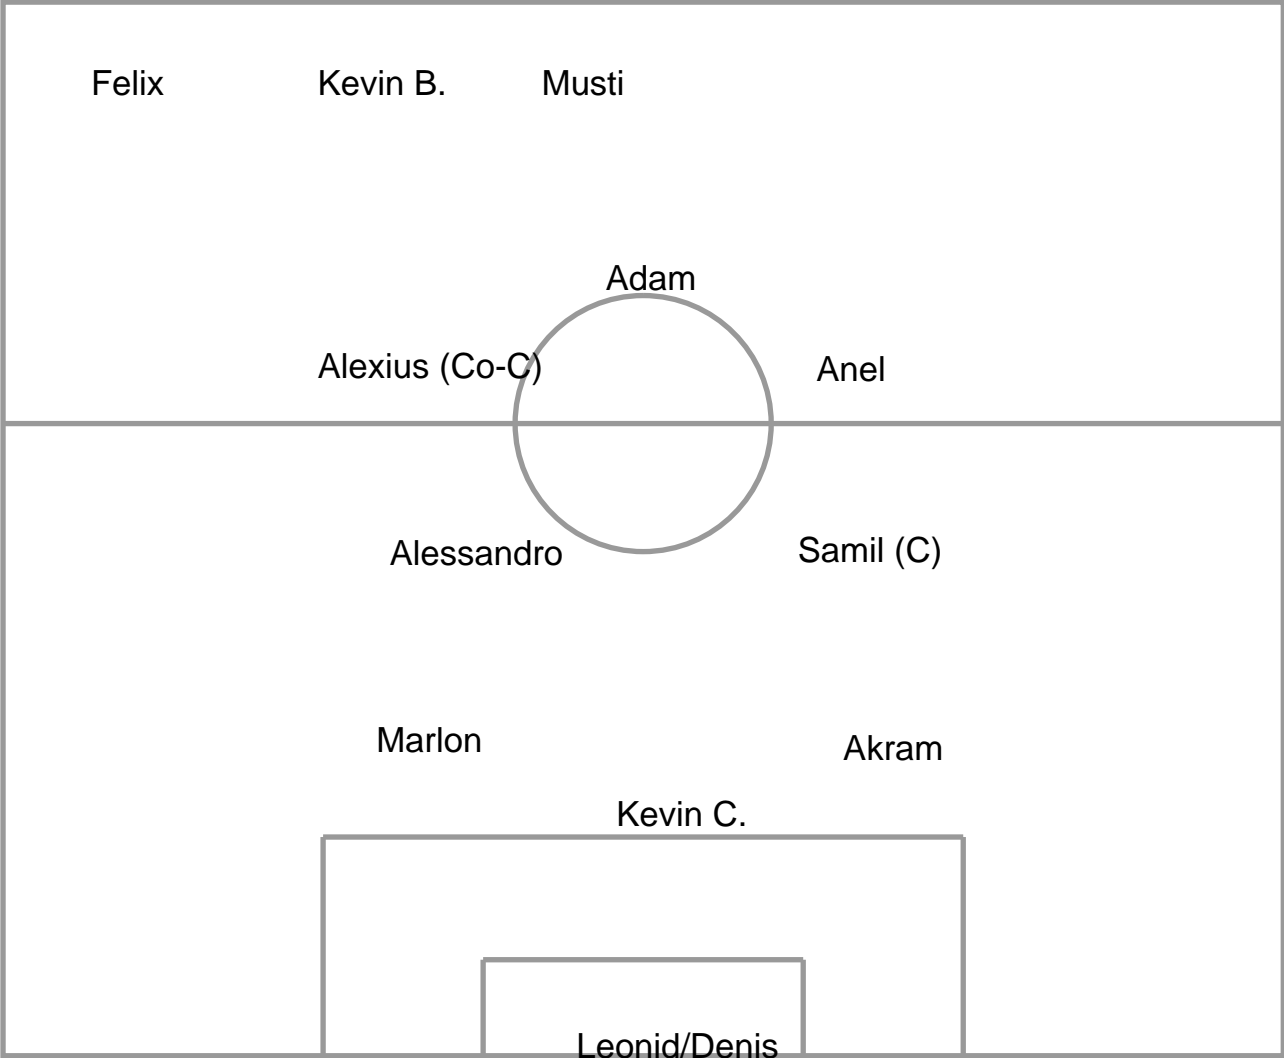 Felix Kevin B. Musti
Adam
Alexius (Co-C) Anel
Alessandro Samil (C)
Marlon Akram
Kevin C.
Leonid/Denis